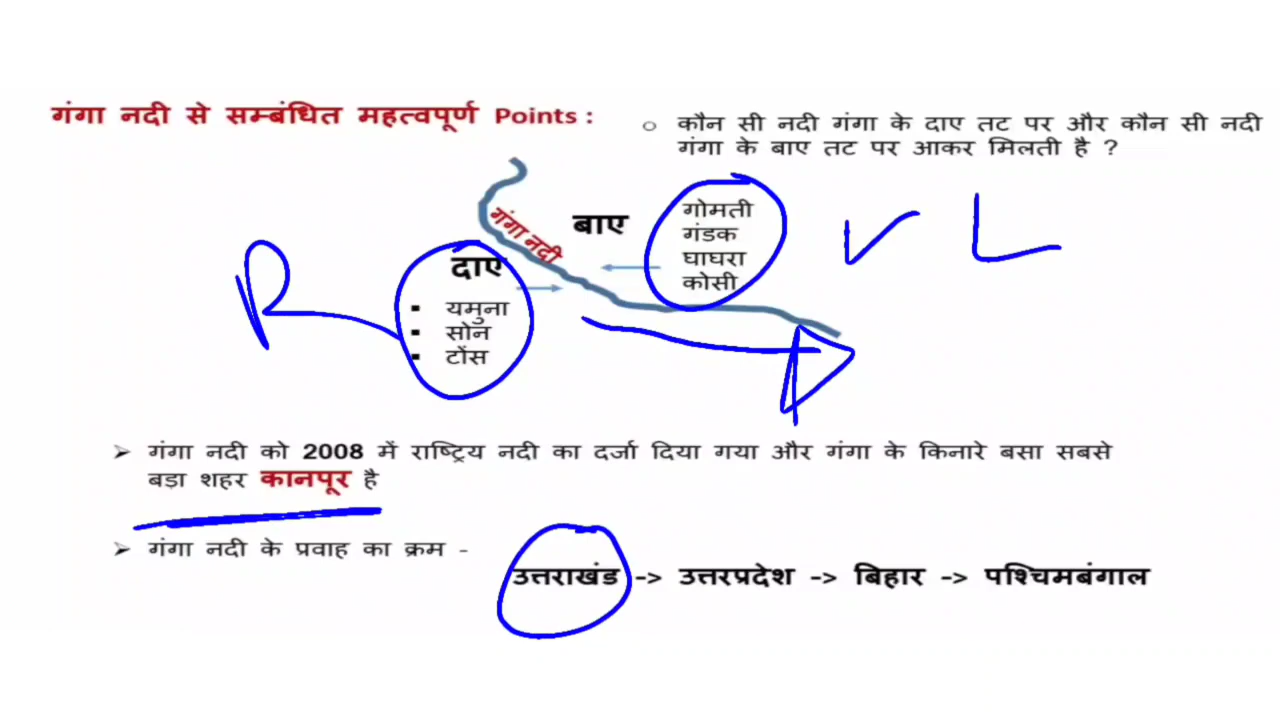 गंगा नदी से सम्बंधित महत्वपूर्ण Points :
○ कौन सी नदी गंगा के दाए तट पर और कौन सी नदी
गंगा के बाए तट पर आकर मिलती है ?
गंगा नदी
बाए
गोमती
गंडक
घाघरा
कोसी
L
R
दाए
▪ यमुना
▪ सोन
▪ टोंस
➢ गंगा नदी को 2008 में राष्ट्रिय नदी का दर्जा दिया गया और गंगा के किनारे बसा सबसे
बड़ा शहर कानपूर है
➢ गंगा नदी के प्रवाह का क्रम -
उत्तराखंड -> उत्तरप्रदेश -> बिहार -> पश्चिमबंगाल